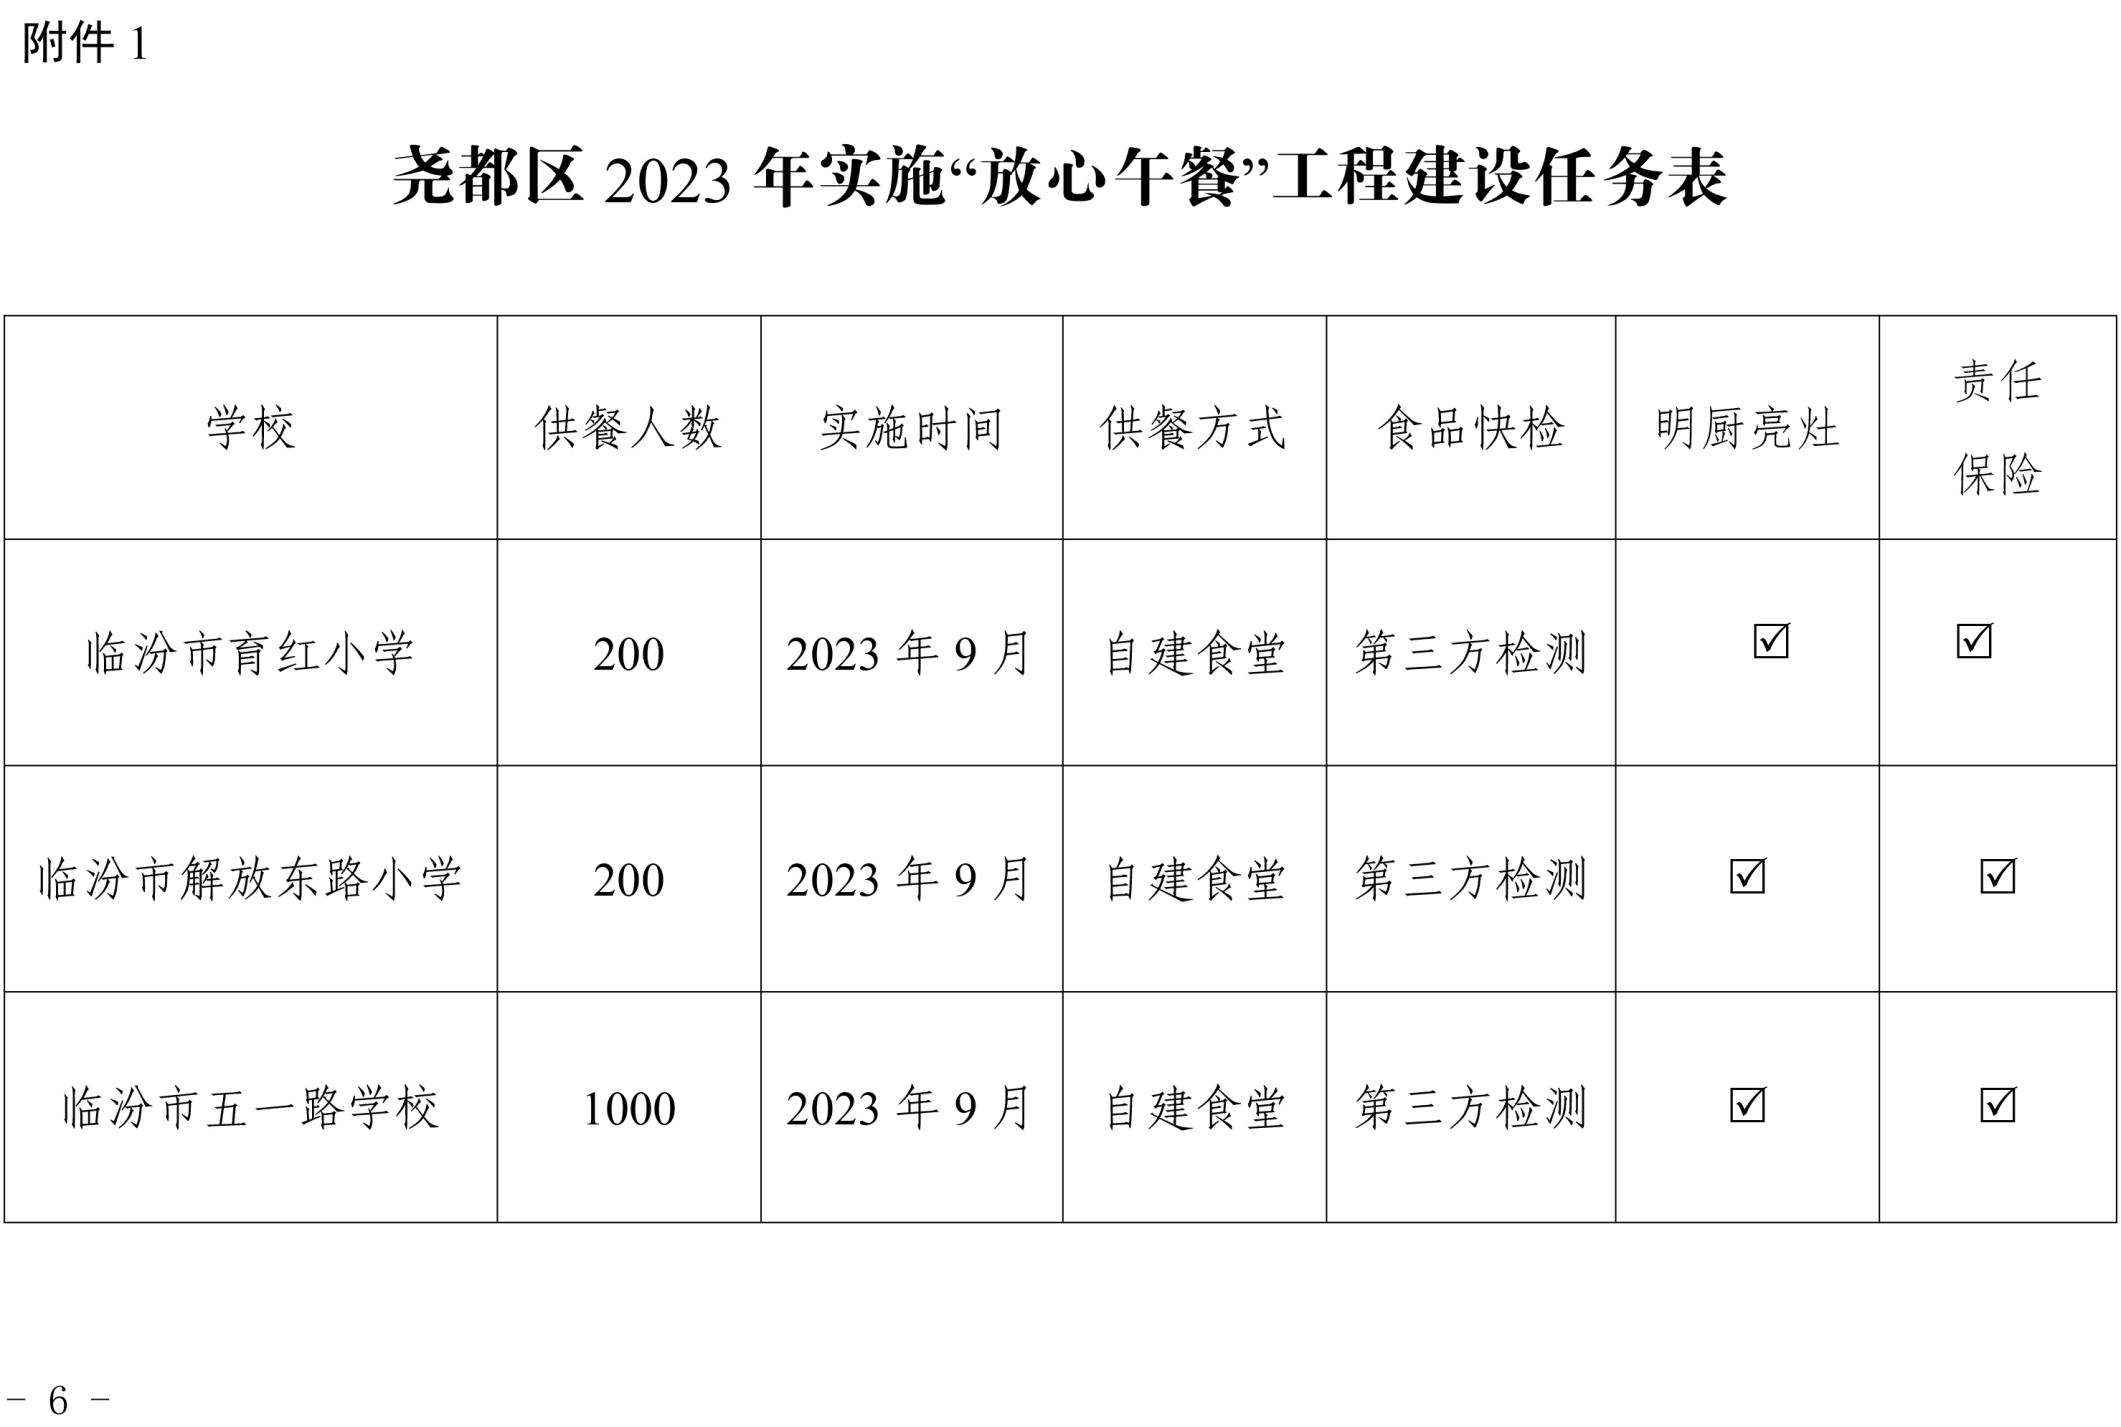 附件 1
尧都区 2023 年实施“放心午餐”工程建设任务表
学校 供餐人数 实施时间 供餐方式 食品快检 明厨亮灶 责任
保险
临汾市育红小学 200 2023 年 9 月 自建食堂 第三方检测 ☑ ☑
临汾市解放东路小学 200 2023 年 9 月 自建食堂 第三方检测 ☑ ☑
临汾市五一路学校 1000 2023 年 9 月 自建食堂 第三方检测 ☑ ☑
- 6 -